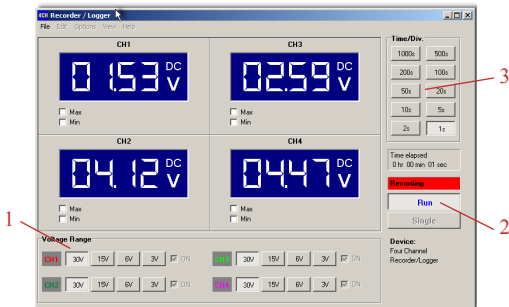 4CH Recorder / Logger
File Edit Options View Help
CH1
01.53 DC V
Max
Min
CH3
02.59 DC V
Max
Min
CH2
04.12 DC V
Max
Min
CH4
04.47 DC V
Max
Min
Time/Div.
1000s 500s
200s 100s
50s 20s
10s 5s
2s 1s
3
Time elapsed
0 hr 00 min 01 sec
Recording
Run
Single
2
1
Voltage Range
CH1 30V 15V 6V 3V ON
CH3 30V 15V 6V 3V ON
CH2 30V 15V 6V 3V ON
CH4 30V 15V 6V 3V ON
Device:
Four Channel
Recorder/Logger